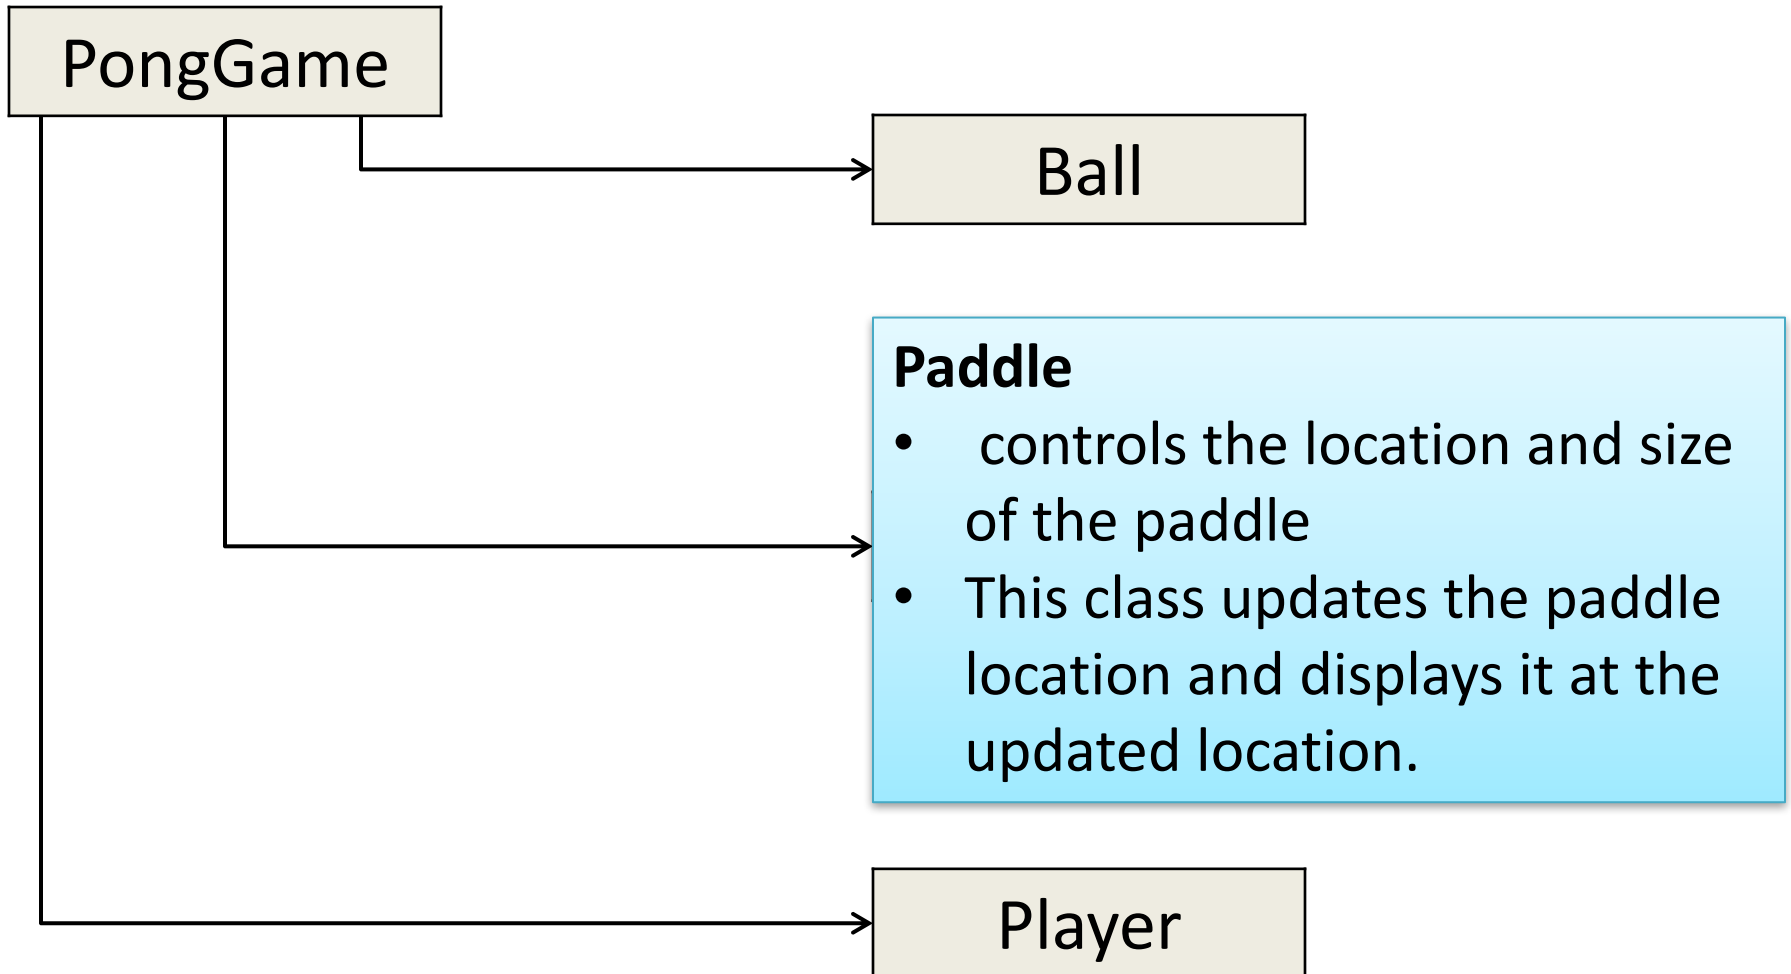 PongGame
Ball
Paddle
• controls the location and size
of the paddle
• This class updates the paddle
location and displays it at the
updated location.
Player